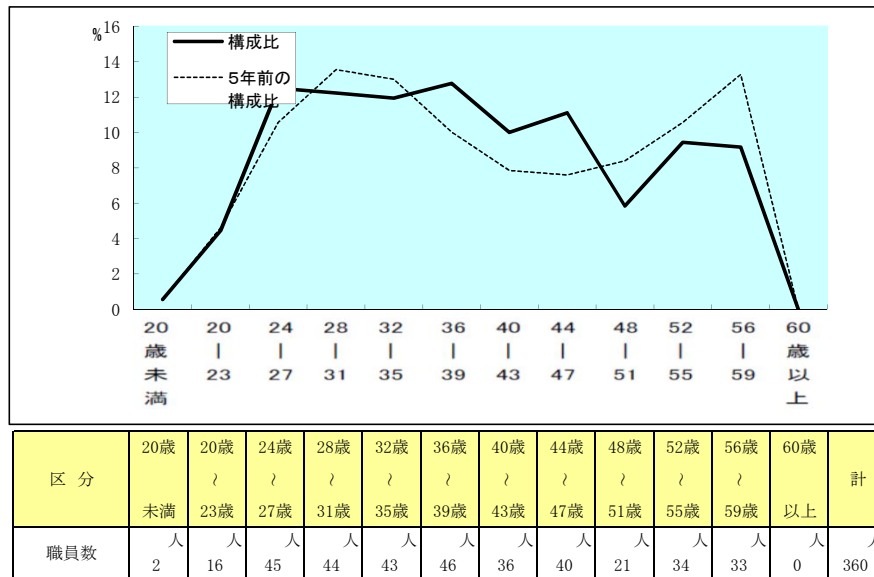 %
16
14
12
10
8
6
4
2
0
構成比
5年前の
構成比
20歳未満
20|23
24|27
28|31
32|35
36|39
40|43
44|47
48|51
52|55
56|59
60歳以上
区 分 20歳未満 20歳~23歳 24歳~27歳 28歳~31歳 32歳~35歳 36歳~39歳 40歳~43歳 44歳~47歳 48歳~51歳 52歳~55歳 56歳~59歳 60歳以上 計
職員数 人 人 人 人 人 人 人 人 人 人 人 人 人
2 16 45 44 43 46 36 40 21 34 33 0 360